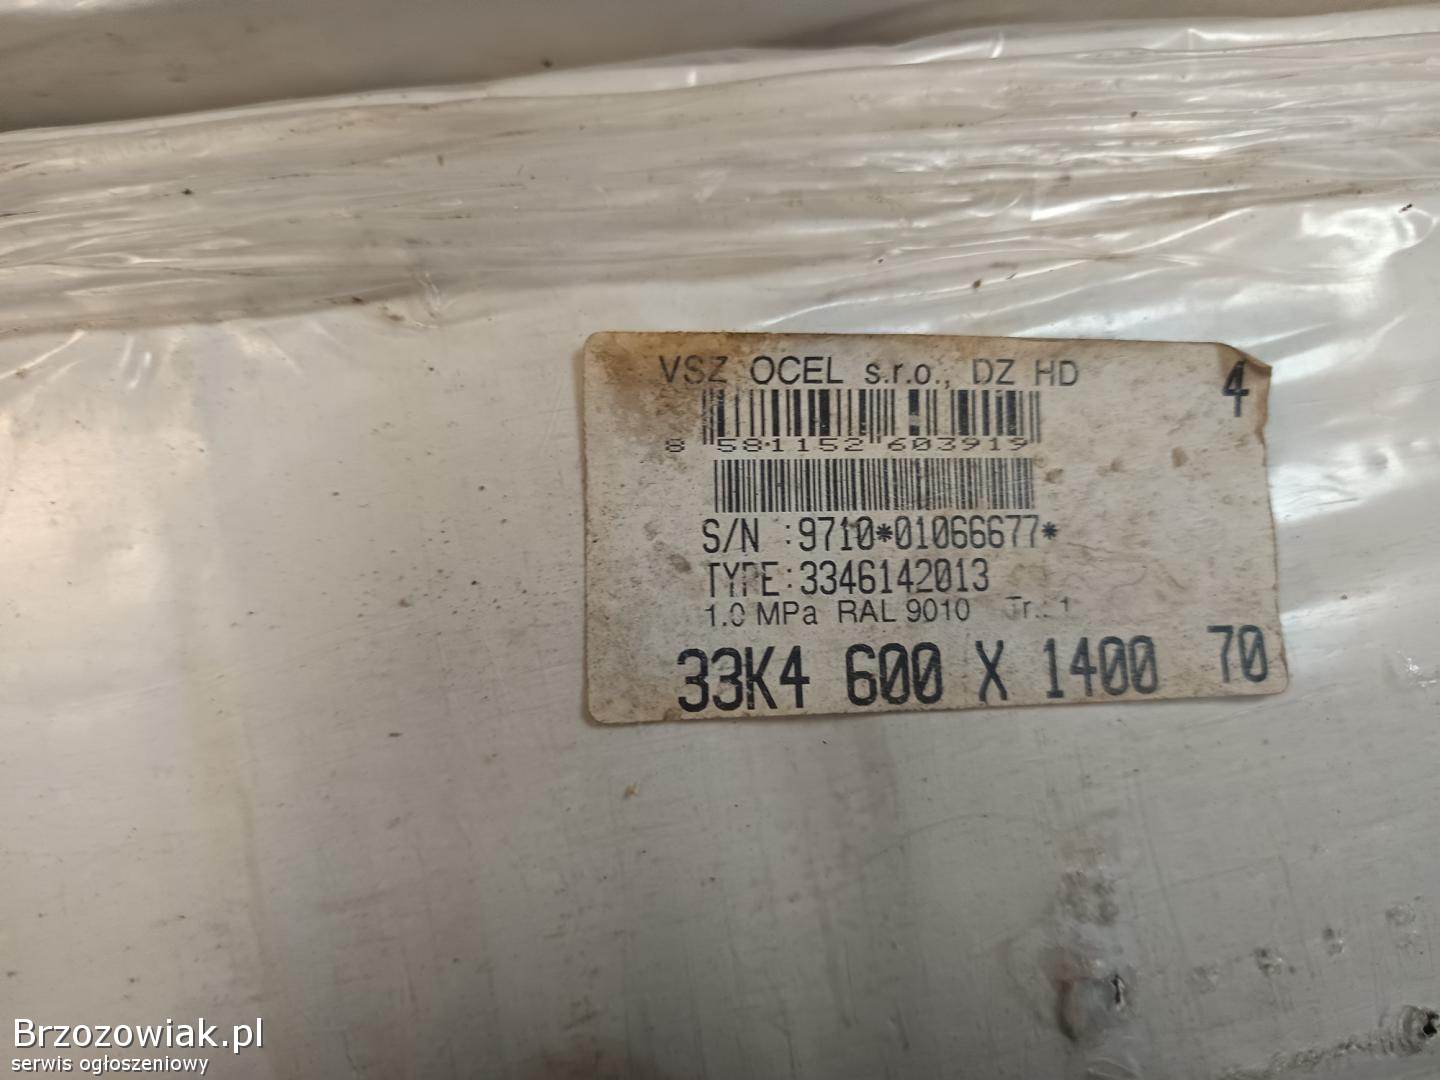 VSZ OCEL s.r.o., DZ HD
4
8 581152 603919
S/N :9710*01066677*
TYPE:3346142013
1.0 MPa RAL 9010
33K4 600 X 1400 70
Brzozowiak.pl
serwis ogłoszeniowy